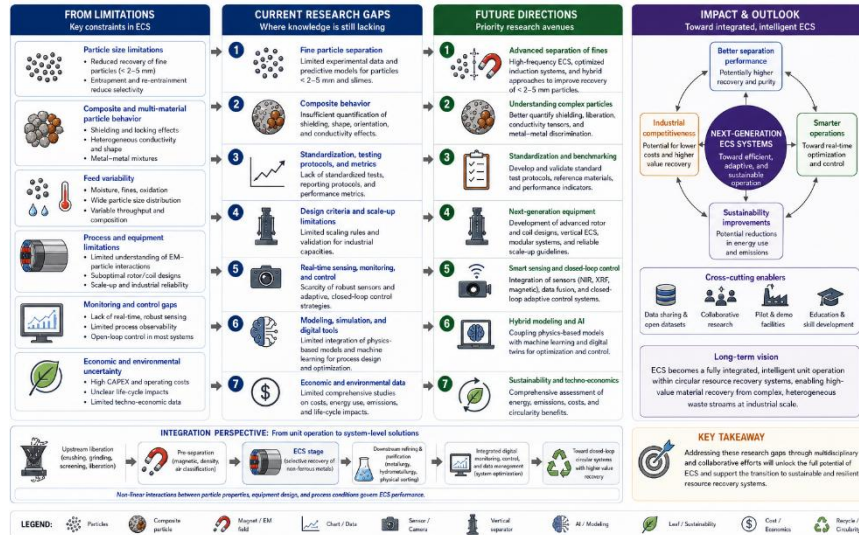 FROM LIMITATIONS
Key constraints in ECS
Particle size limitations
• Reduced recovery of fine
particles (< 2–5 mm)
• Entrapment and re-entrainment
reduce selectivity
Composite and multi-material
particle behavior
• Shielding and locking effects
• Heterogeneous conductivity
and shape
• Metal–metal mixtures
Feed variability
• Moisture, fines, oxidation
• Wide particle size distribution
• Variable throughput and
composition
Process and equipment
limitations
• Limited understanding of EM–
particle interactions
• Suboptimal rotor/coil designs
• Scale-up and industrial reliability
Monitoring and control gaps
• Lack of real-time, robust sensing
• Limited process observability
• Open-loop control in most systems
Economic and environmental
uncertainty
• High CAPEX and operating costs
• Unclear life-cycle impacts
• Limited techno-economic data
CURRENT RESEARCH GAPS
Where knowledge is still lacking
1
Fine particle separation
Limited experimental data and
predictive models for particles
< 2–5 mm and slimes.
2
Composite behavior
Insufficient quantification of
shielding, shape, orientation,
and conductivity effects.
3
Standardization, testing
protocols, and metrics
Lack of standardized tests,
reporting protocols, and
performance metrics.
4
Design criteria and scale-up
limitations
Limited scaling rules and
validation for industrial
capacities.
5
Real-time sensing, monitoring,
and control
Scarcity of robust sensors
and adaptive, closed-loop
control strategies.
6
Modeling, simulation, and
digital tools
Limited integration of
physics-based models and
machine learning for
process design and
optimization.
7
Economic and environmental data
Limited comprehensive studies
on costs, energy use, emissions,
and life-cycle impacts.
FUTURE DIRECTIONS
Priority research avenues
1
Advanced separation of fines
High-frequency ECS, optimized
induction systems, and hybrid
approaches to improve recovery
of < 2–5 mm particles.
2
Understanding complex particles
Better quantify shielding, liberation,
conductivity tensors, and
metal–metal discrimination.
3
Standardization and benchmarking
Develop and validate standard
test protocols, reference materials,
and performance indicators.
4
Next-generation equipment
Development of advanced rotor
and coil designs, vertical ECS,
modular systems, and reliable
scale-up guidelines.
5
Smart sensing and closed-loop control
Integration of sensors (NIR, XRF,
magnetic), data fusion, and closed-
loop adaptive control systems.
6
Hybrid modeling and AI
Coupling physics-based models
with machine learning and digital
twins for optimization and control.
7
Sustainability and techno-economics
Comprehensive assessment of
energy, emissions, costs, and
circularity benefits.
IMPACT & OUTLOOK
Toward integrated, intelligent ECS
Better separation
performance
Potentially higher
recovery and purity
Industrial
competitiveness
Potential for lower
costs and higher
value recovery
NEXT-GENERATION
ECS SYSTEMS
Toward efficient,
adaptive, and
sustainable
operation
Smarter
operations
Toward real-time
optimization
and control
Sustainability
improvements
Potential reductions
in energy use
and emissions
Cross-cutting enablers
Data sharing &
open datasets
Collaborative
research
Pilot & demo
facilities
Education &
skill development
Long-term vision
ECS becomes a fully integrated, intelligent unit operation
within circular resource recovery systems, enabling high-
value material recovery from complex, heterogeneous
waste streams at industrial scale.
INTEGRATION PERSPECTIVE: From unit operation to system-level solutions
Upstream liberation
(crushing, grinding,
screening, liberation)
Pre-separation
(magnetic, density,
air classification)
ECS stage
(selective recovery of
non-ferrous metals)
Downstream refining &
purification
(metallurgy,
hydrometallurgy,
physical sorting)
Integrated digital
monitoring, control,
and data management
(system optimization)
Toward closed-loop
circular systems
with higher value
recovery
Non-linear interactions between particle properties, equipment design, and process conditions govern ECS performance.
KEY TAKEAWAY
Addressing these research gaps through multidisciplinary
and collaborative efforts will unlock the full potential of
ECS and support the transition to sustainable and resilient
resource recovery systems.
LEGEND:
Particles
Composite
particle
Magnet / EM
field
Chart / Data
Sensor /
Camera
Vertical
separator
AI / Modeling
Leaf / Sustainability
Cost /
Economics
Recycle /
Circularity